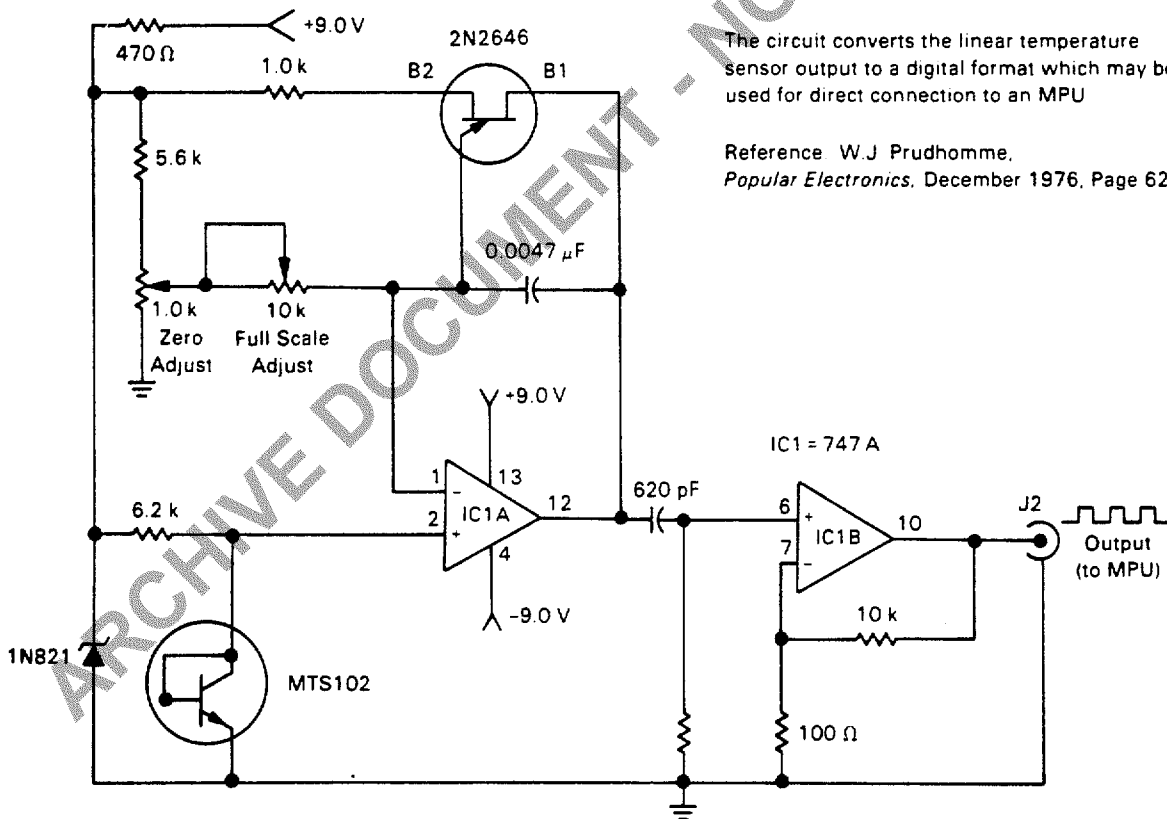 +9.0 V
470 Ω
2N2646
1.0 k
B2
B1
The circuit converts the linear temperature
sensor output to a digital format which may be
used for direct connection to an MPU
5.6 k
Reference W.J Prudhomme,
Popular Electronics, December 1976, Page 62
0.0047 μF
1.0 k
Zero
Adjust
10 k
Full Scale
Adjust
+9.0 V
IC1 = 747 A
1
13
2
-
+
IC1A
12
4
-9.0 V
620 pF
6
7
+
-
IC1B
10
J2
Output
(to MPU)
6.2 k
10 k
1N821
MTS102
100 Ω
ARCHIVE DOCUMENT - NO